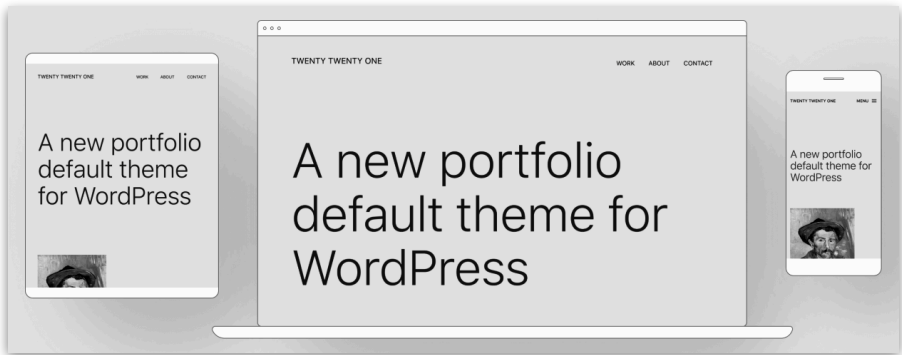 TWENTY TWENTY ONE
WORK ABOUT CONTACT
A new portfolio
default theme
for WordPress
TWENTY TWENTY ONE
WORK ABOUT CONTACT
A new portfolio
default theme for
WordPress
TWENTY TWENTY ONE
MENU
A new portfolio
default theme for
WordPress